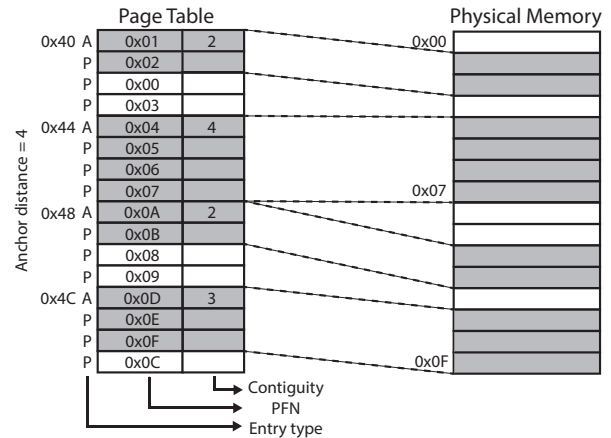 Page Table Physical Memory
0x40 A 0x01 2 0x00
P 0x02
P 0x00
P 0x03
0x44 A 0x04 4
P 0x05
P 0x06
P 0x07 0x07
0x48 A 0x0A 2
P 0x0B
P 0x08
P 0x09
0x4C A 0x0D 3
P 0x0E
P 0x0F
P 0x0C 0x0F
Anchor distance = 4
Contiguity
PFN
Entry type